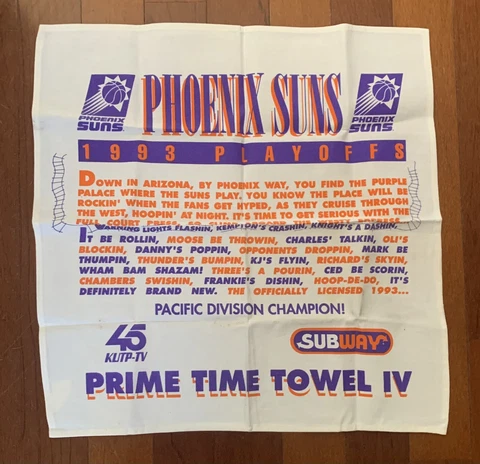 PHOENIX SUNS
PHOENIX SUNS
PHOENIX SUNS
1993 PLAYOFFS
DOWN IN ARIZONA, BY PHOENIX WAY, YOU FIND THE PURPLE
PALACE WHERE THE SUNS PLAY, YOU KNOW THE PLACE WILL BE
ROCKIN' WHEN THE FANS GET HYPED, AS THEY CRUISE THROUGH
THE WEST, HOOPIN' AT NIGHT. IT'S TIME TO GET SERIOUS WITH THE
FULL COURT PRESS,
WARNING LIGHTS FLASHIN, KEMPTON'S CRASHIN, KNIGHT'S A DASHIN,
IT BE ROLLIN, MOOSE BE THROWIN, CHARLES' TALKIN, OLI'S
BLOCKIN, DANNY'S POPPIN, OPPONENTS DROPPIN, MARK BE
THUMPIN, THUNDER'S BUMPIN, KJ'S FLYIN, RICHARD'S SKYIN,
WHAM BAM SHAZAM! THREE'S A POURIN, CED BE SCORIN,
CHAMBERS SWISHIN, FRANKIE'S DISHIN, HOOP-DE-DO, IT'S
DEFINITELY BRAND NEW. THE OFFICIALLY LICENSED 1993...
PACIFIC DIVISION CHAMPION!
45
KUTP-TV
SUBWAY
PRIME TIME TOWEL IV